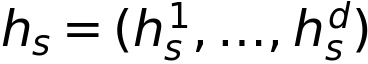 h_s = (h_s^1, ..., h_s^d)